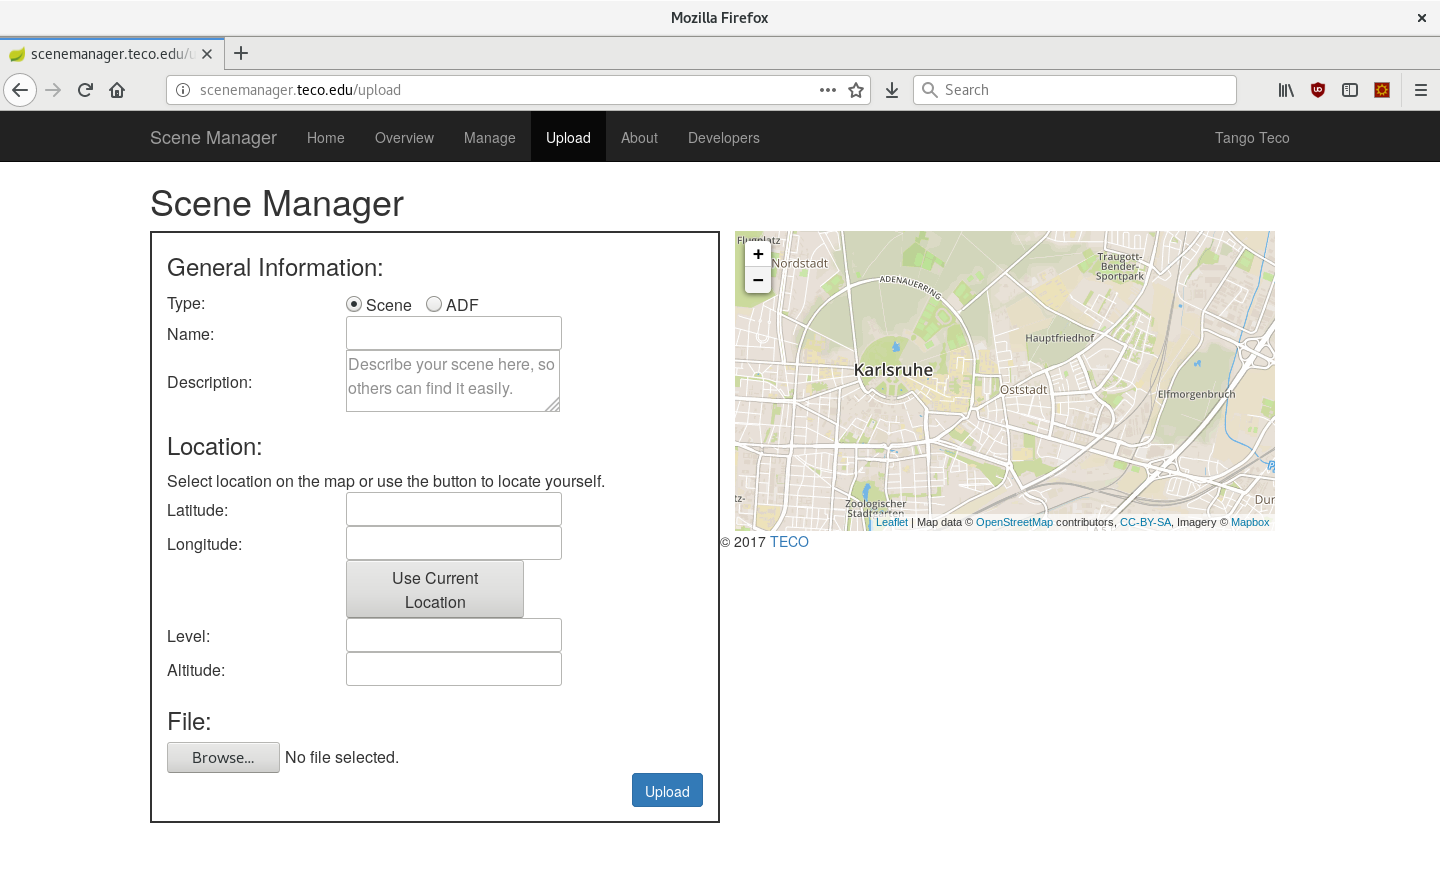 Mozilla Firefox
scenemanager.teco.edu/u
scenemanager.teco.edu/upload
Search
Scene Manager Home Overview Manage Upload About Developers Tango Teco
Scene Manager
General Information:
Type: Scene ADF
Name:
Description: Describe your scene here, so
others can find it easily.
Location:
Select location on the map or use the button to locate yourself.
Latitude:
Longitude:
Use Current
Location
Level:
Altitude:
File:
Browse... No file selected.
Upload
+
−
Flugplatz
Nordstadt
ADENAUERRING
Traugott-
Bender-
Sportpark
Hauptfriedhof
Karlsruhe
Oststadt
Elfmorgenbruch
Zoologischer
Stadtgarten
Leaflet | Map data © OpenStreetMap contributors, CC-BY-SA, Imagery © Mapbox
© 2017 TECO